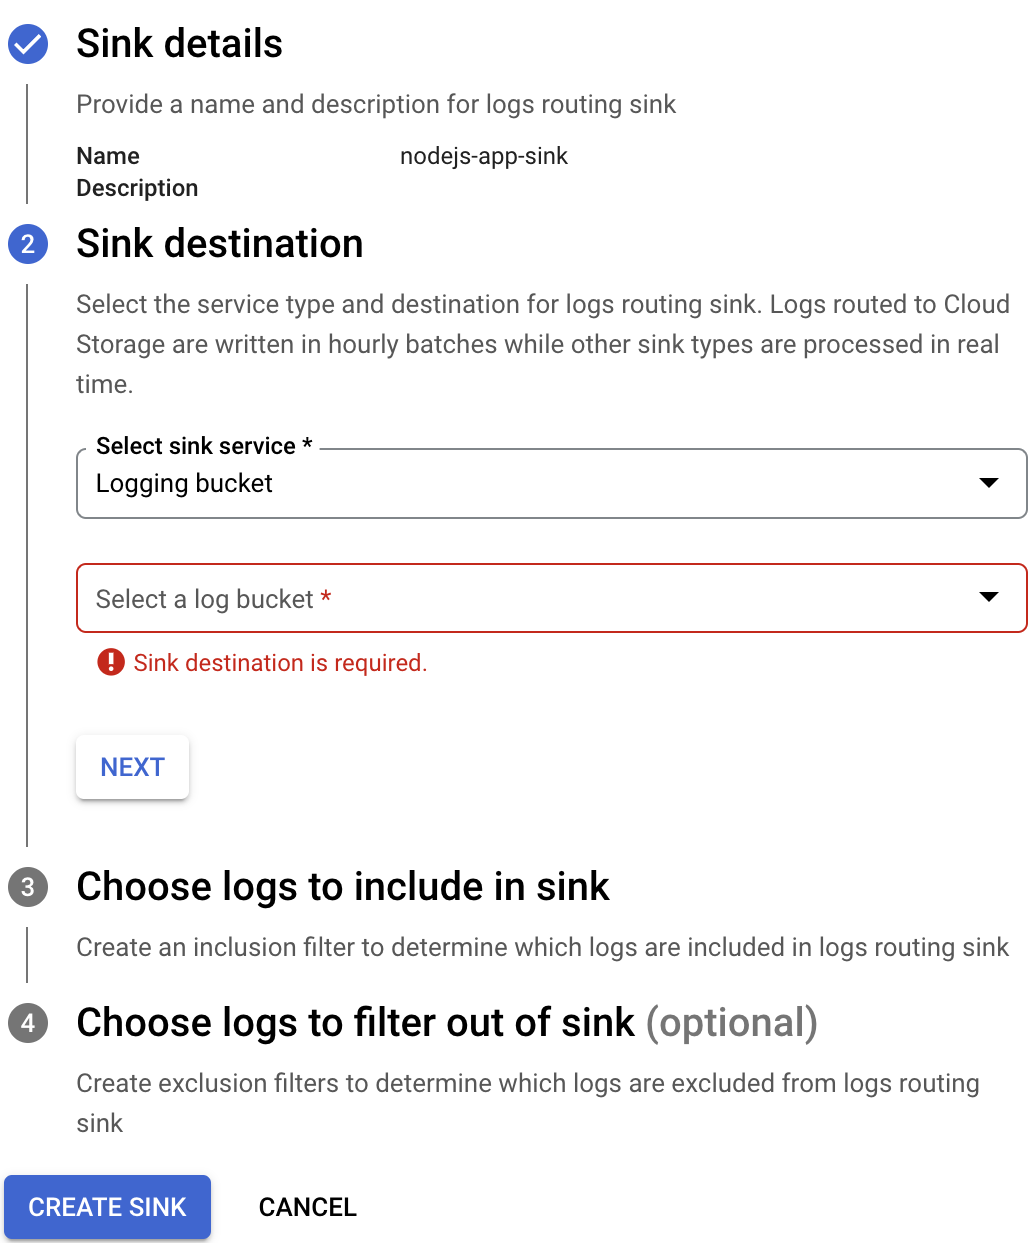 Sink details
Provide a name and description for logs routing sink
Name nodejs-app-sink
Description
2 Sink destination
Select the service type and destination for logs routing sink. Logs routed to Cloud
Storage are written in hourly batches while other sink types are processed in real
time.
Select sink service *
Logging bucket
Select a log bucket *
Sink destination is required.
NEXT
3 Choose logs to include in sink
Create an inclusion filter to determine which logs are included in logs routing sink
4 Choose logs to filter out of sink (optional)
Create exclusion filters to determine which logs are excluded from logs routing
sink
CREATE SINK CANCEL